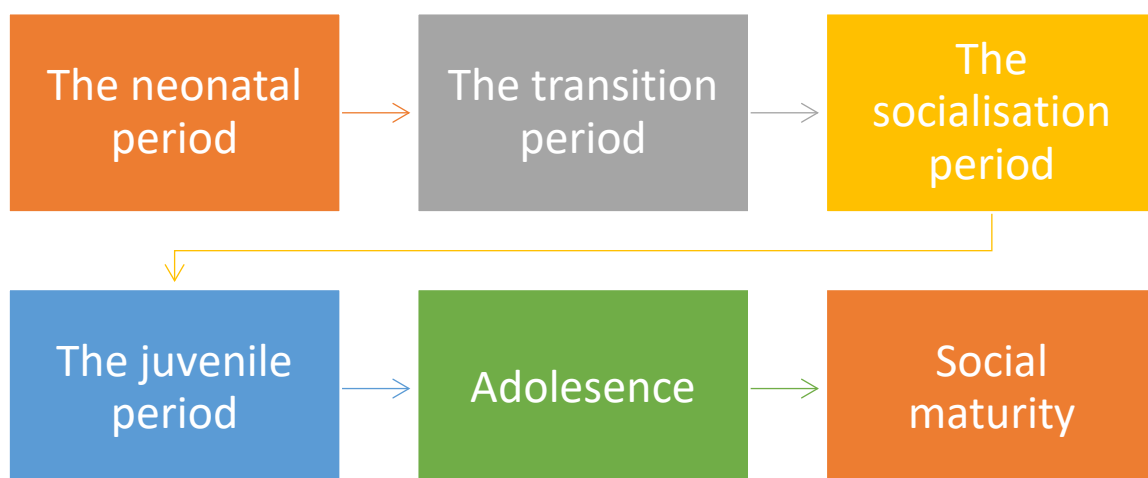 The neonatal
period
The transition
period
The
socialisation
period
The juvenile
period
Adolesence
Social
maturity